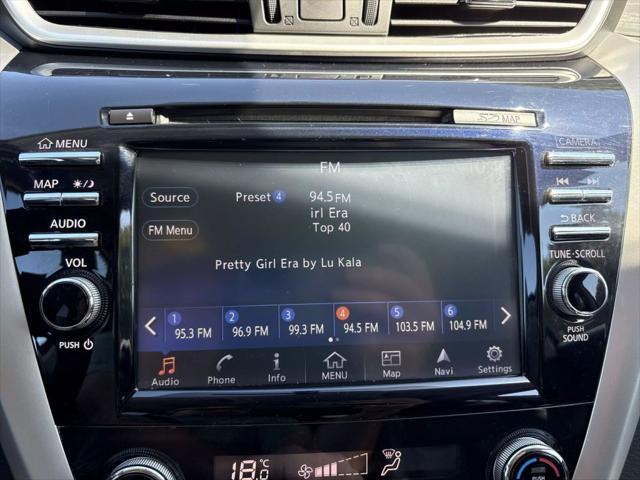 SD MAP
MENU
CAMERA
MAP
AUDIO
VOL
PUSH
BACK
TUNE·SCROLL
PUSH
SOUND
FM
Source
Preset 4 94.5 FM
irl Era
FM Menu
Top 40
Pretty Girl Era by Lu Kala
1 2 3 4 5 6
95.3 FM 96.9 FM 99.3 FM 94.5 FM 103.5 FM 104.9 FM
Audio Phone Info MENU Map Navi Settings
18.0 °C
PUSH